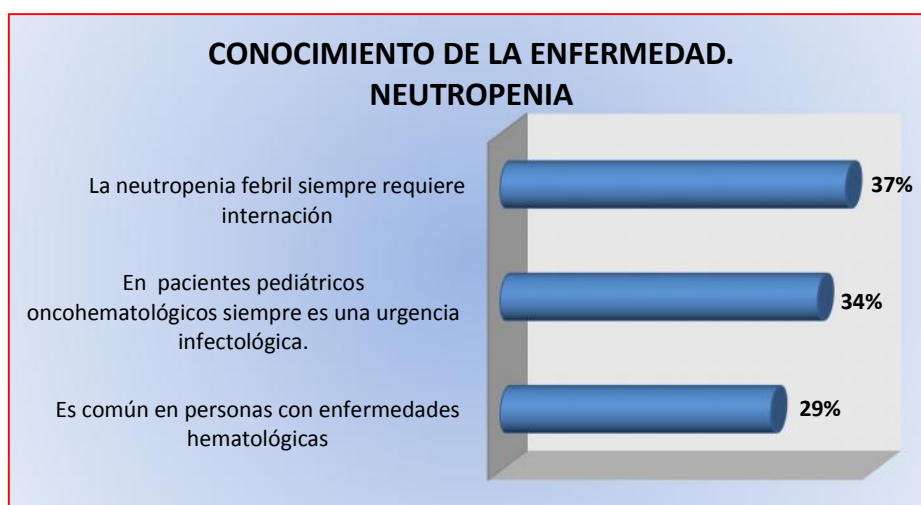 CONOCIMIENTO DE LA ENFERMEDAD.
NEUTROPENIA
La neutropenia febril siempre requiere
internación
37%
En pacientes pediátricos
oncohematológicos siempre es una urgencia
infectológica.
34%
Es común en personas con enfermedades
hematológicas
29%